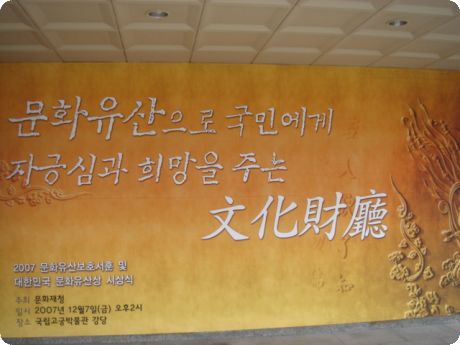 문화유산으로 국민에게
자긍심과 희망을 주는
文化財廳
2007 문화유산보호서훈 및
대한민국 문화유산상 시상식
주최 문화재청
일시 2007년 12월7일(금) 오후2시
장소 국립고궁박물관 강당